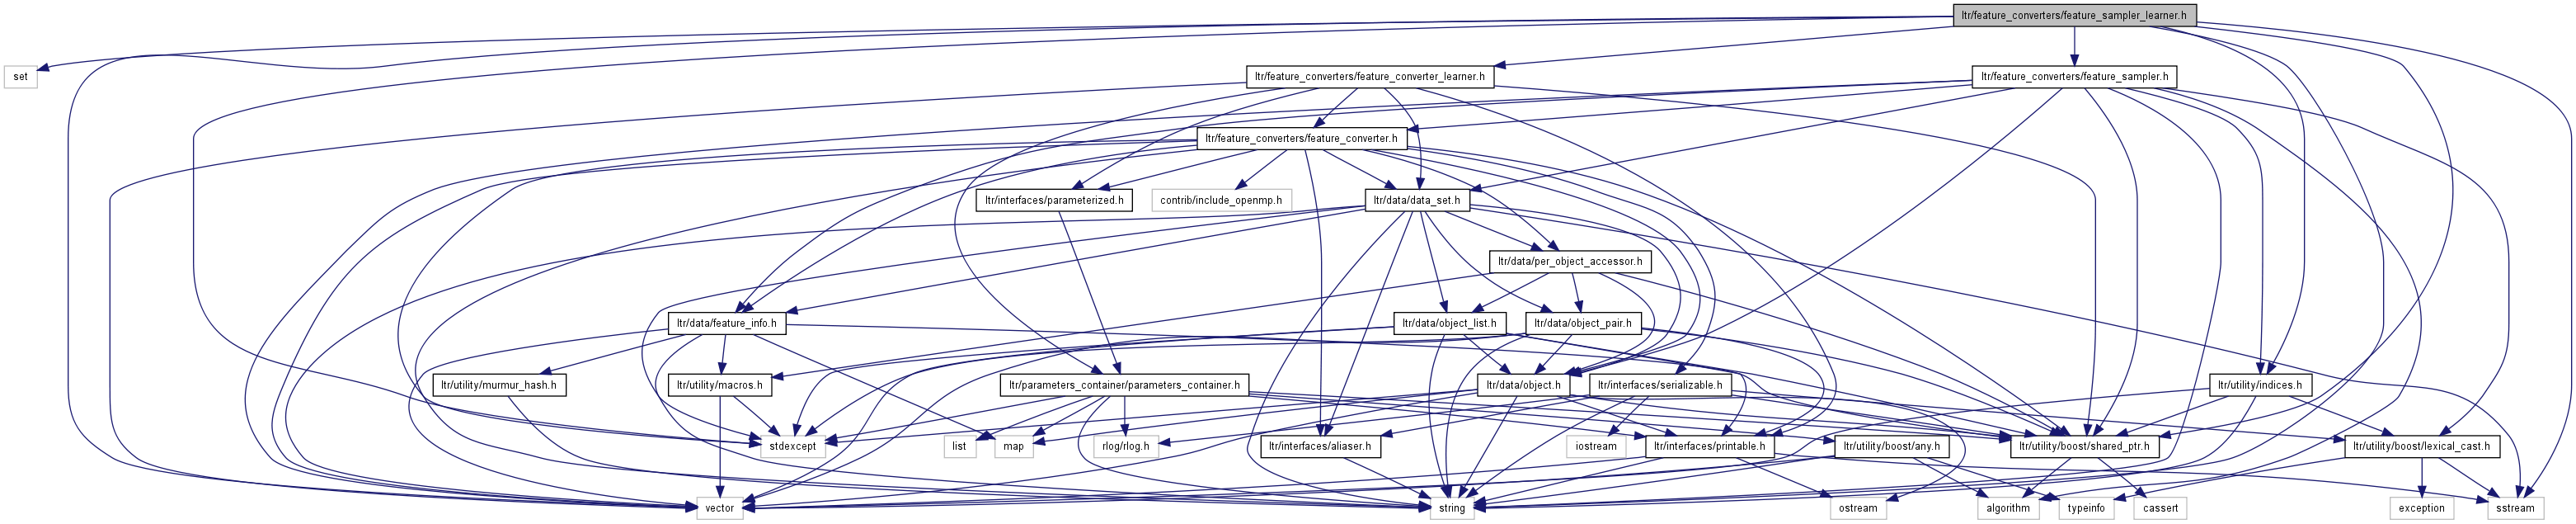 ltr/feature_converters/feature_sampler_learner.h
set
ltr/feature_converters/feature_converter_learner.h
ltr/feature_converters/feature_sampler.h
ltr/feature_converters/feature_converter.h
ltr/interfaces/parameterized.h
contrib/include_openmp.h
ltr/data/data_set.h
ltr/data/per_object_accessor.h
ltr/data/feature_info.h
ltr/data/object_list.h
ltr/data/object_pair.h
ltr/utility/murmur_hash.h
ltr/utility/macros.h
ltr/parameters_container/parameters_container.h
ltr/data/object.h
ltr/interfaces/serializable.h
ltr/utility/indices.h
stdexcept
list
map
rlog/rlog.h
ltr/interfaces/aliaser.h
iostream
ltr/interfaces/printable.h
ltr/utility/boost/any.h
ltr/utility/boost/shared_ptr.h
ltr/utility/boost/lexical_cast.h
vector
string
ostream
algorithm
typeinfo
cassert
exception
sstream